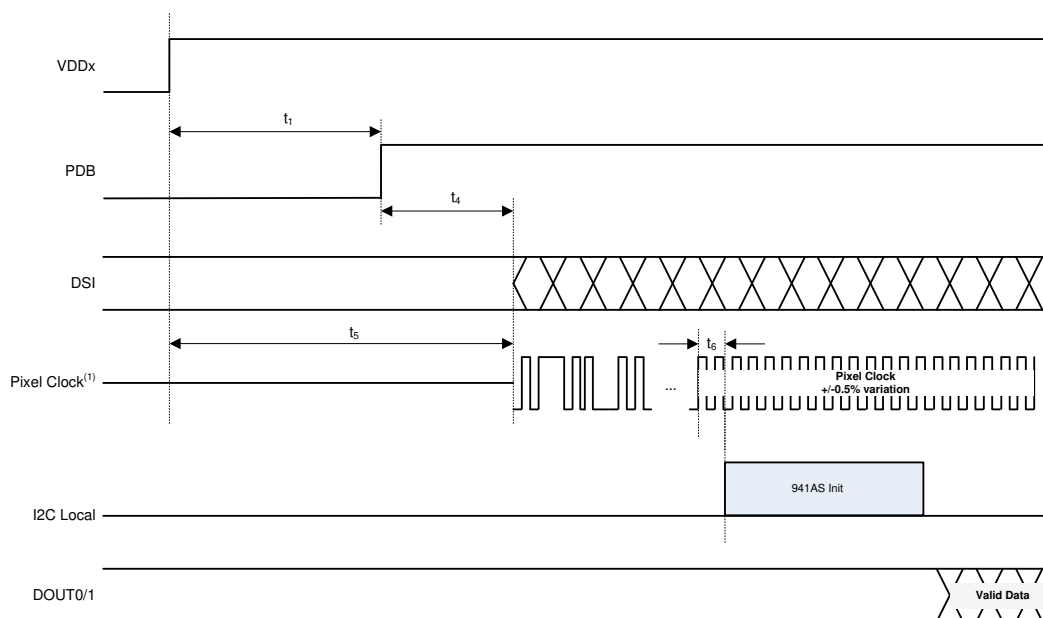 VDDx
t1
PDB
t4
DSI
t5
t6
Pixel Clock(1)
...
Pixel Clock
+/-0.5% variation
941AS Init
I2C Local
DOUT0/1
Valid Data